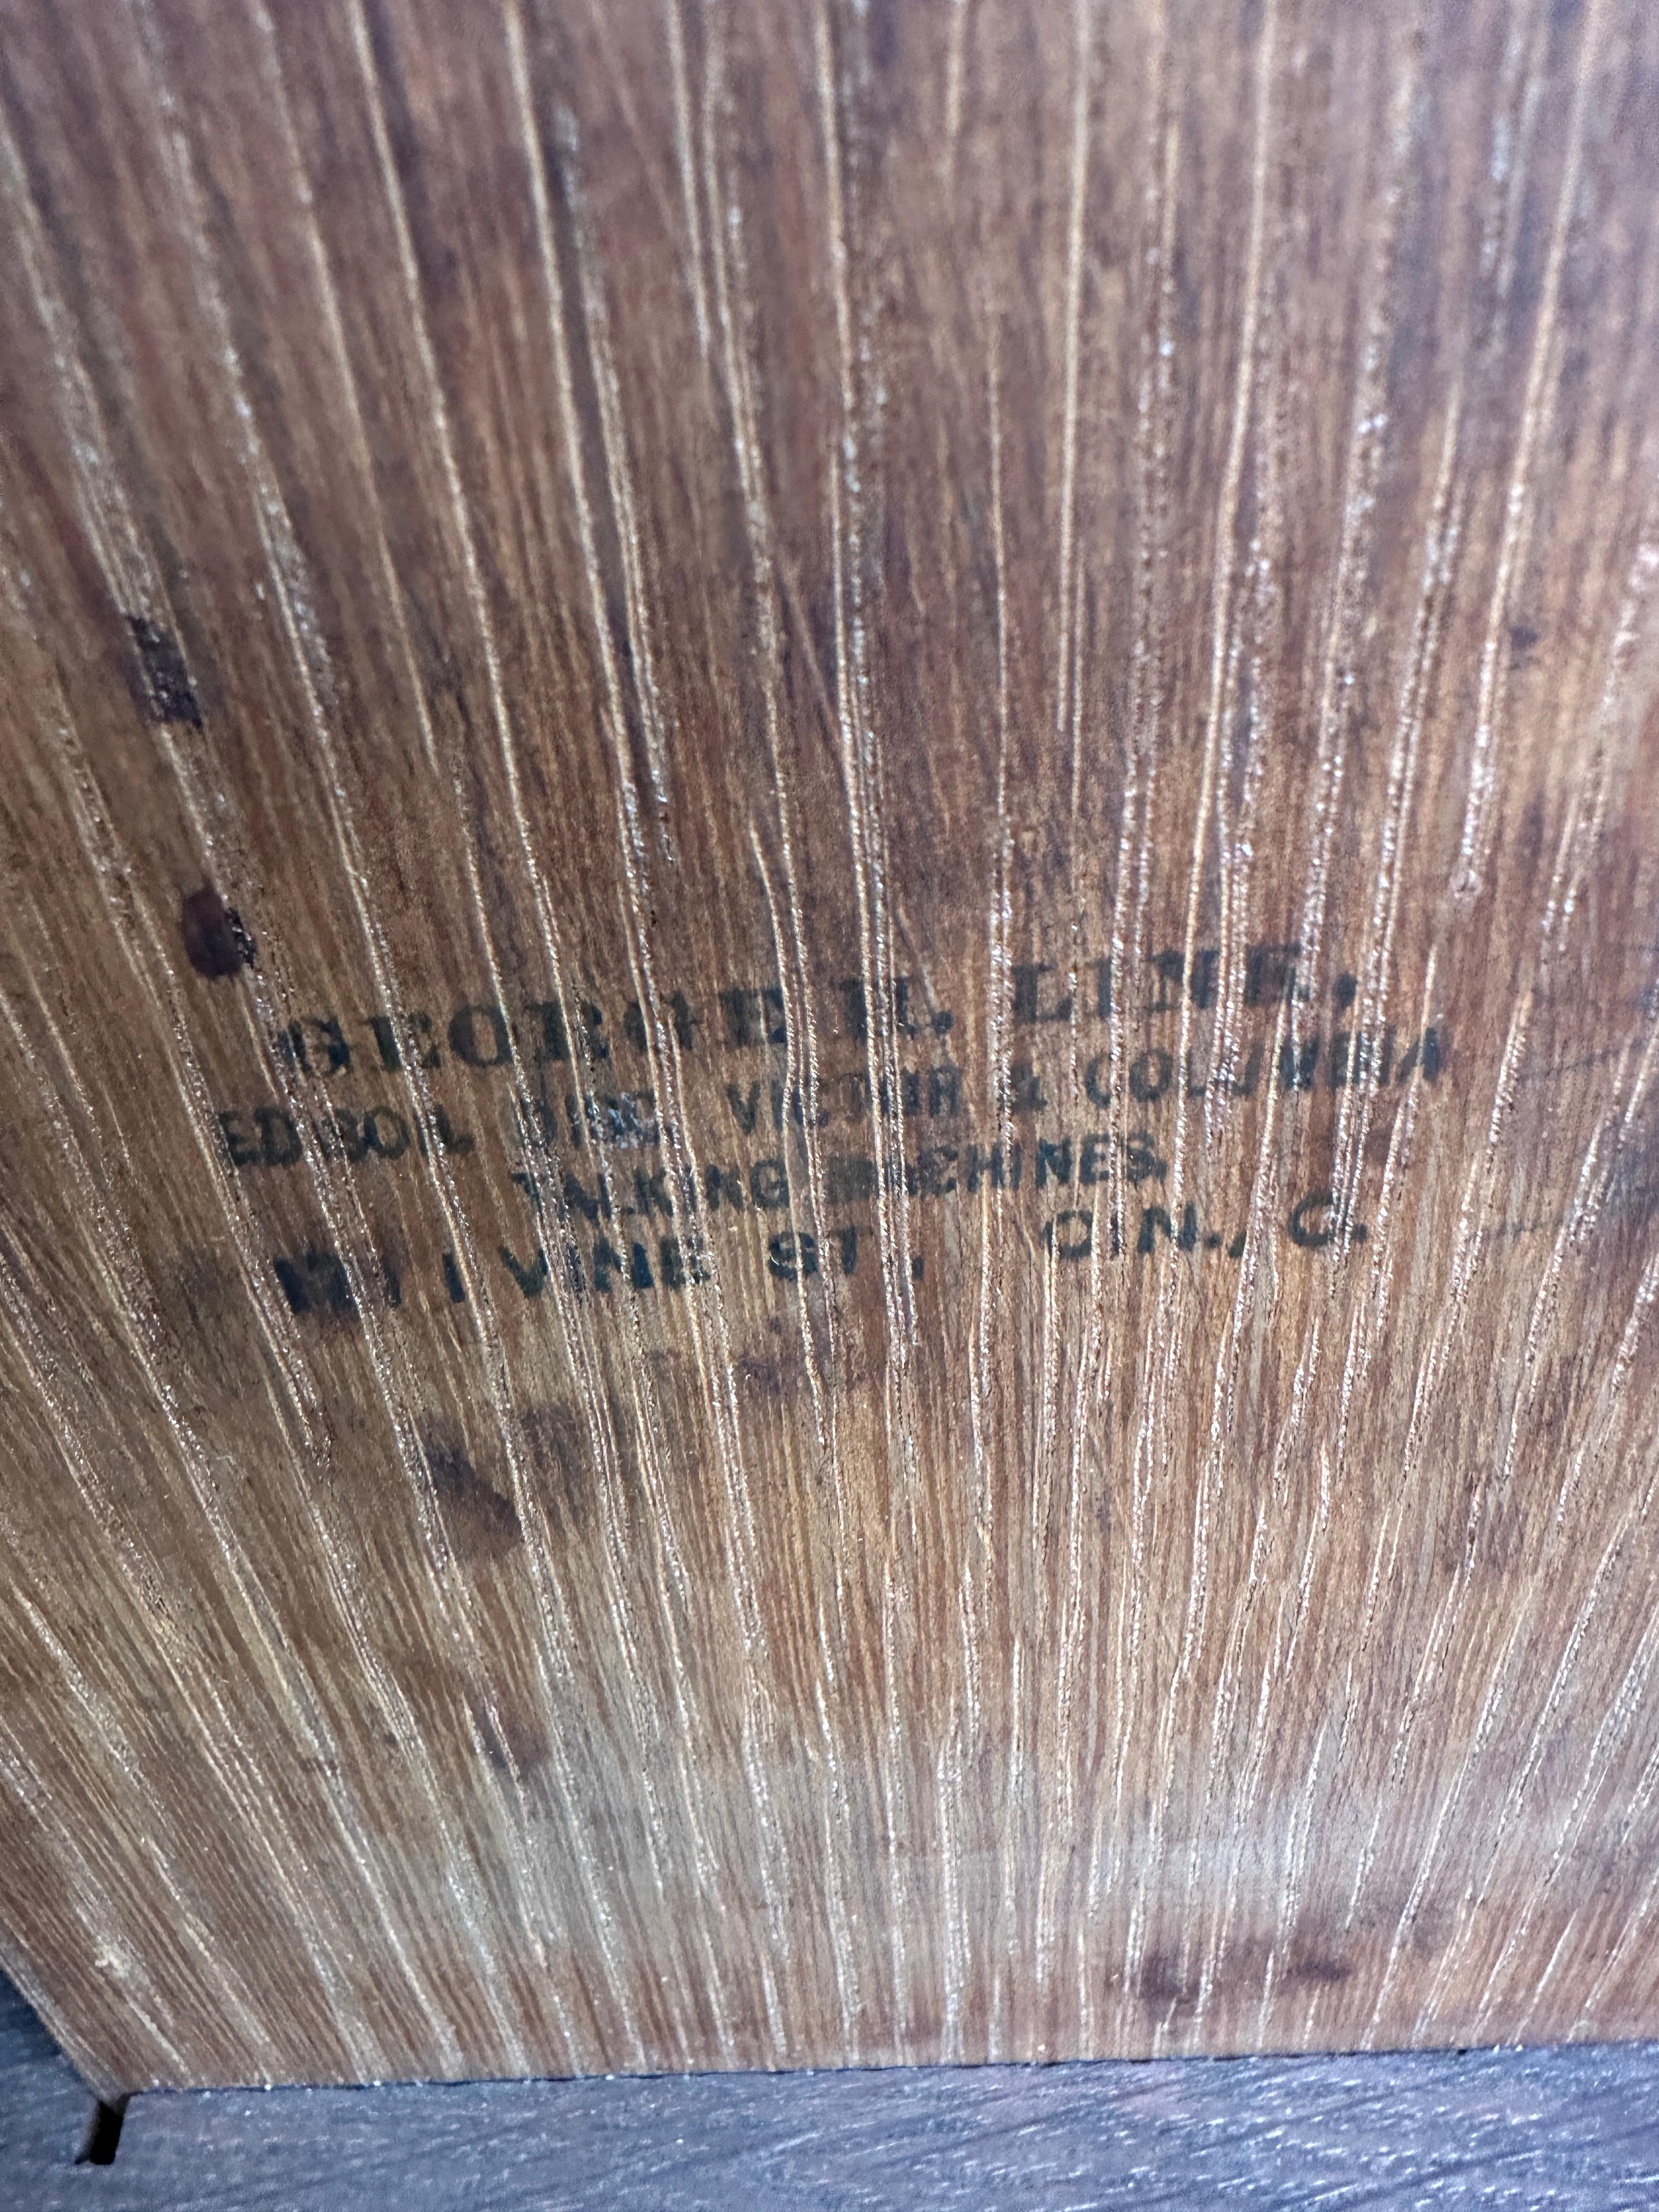 GEORGE H. LINE,
EDISON DISC VICTOR & COLUMBIA
TALKING MACHINES.
VINE ST., CIN., O.